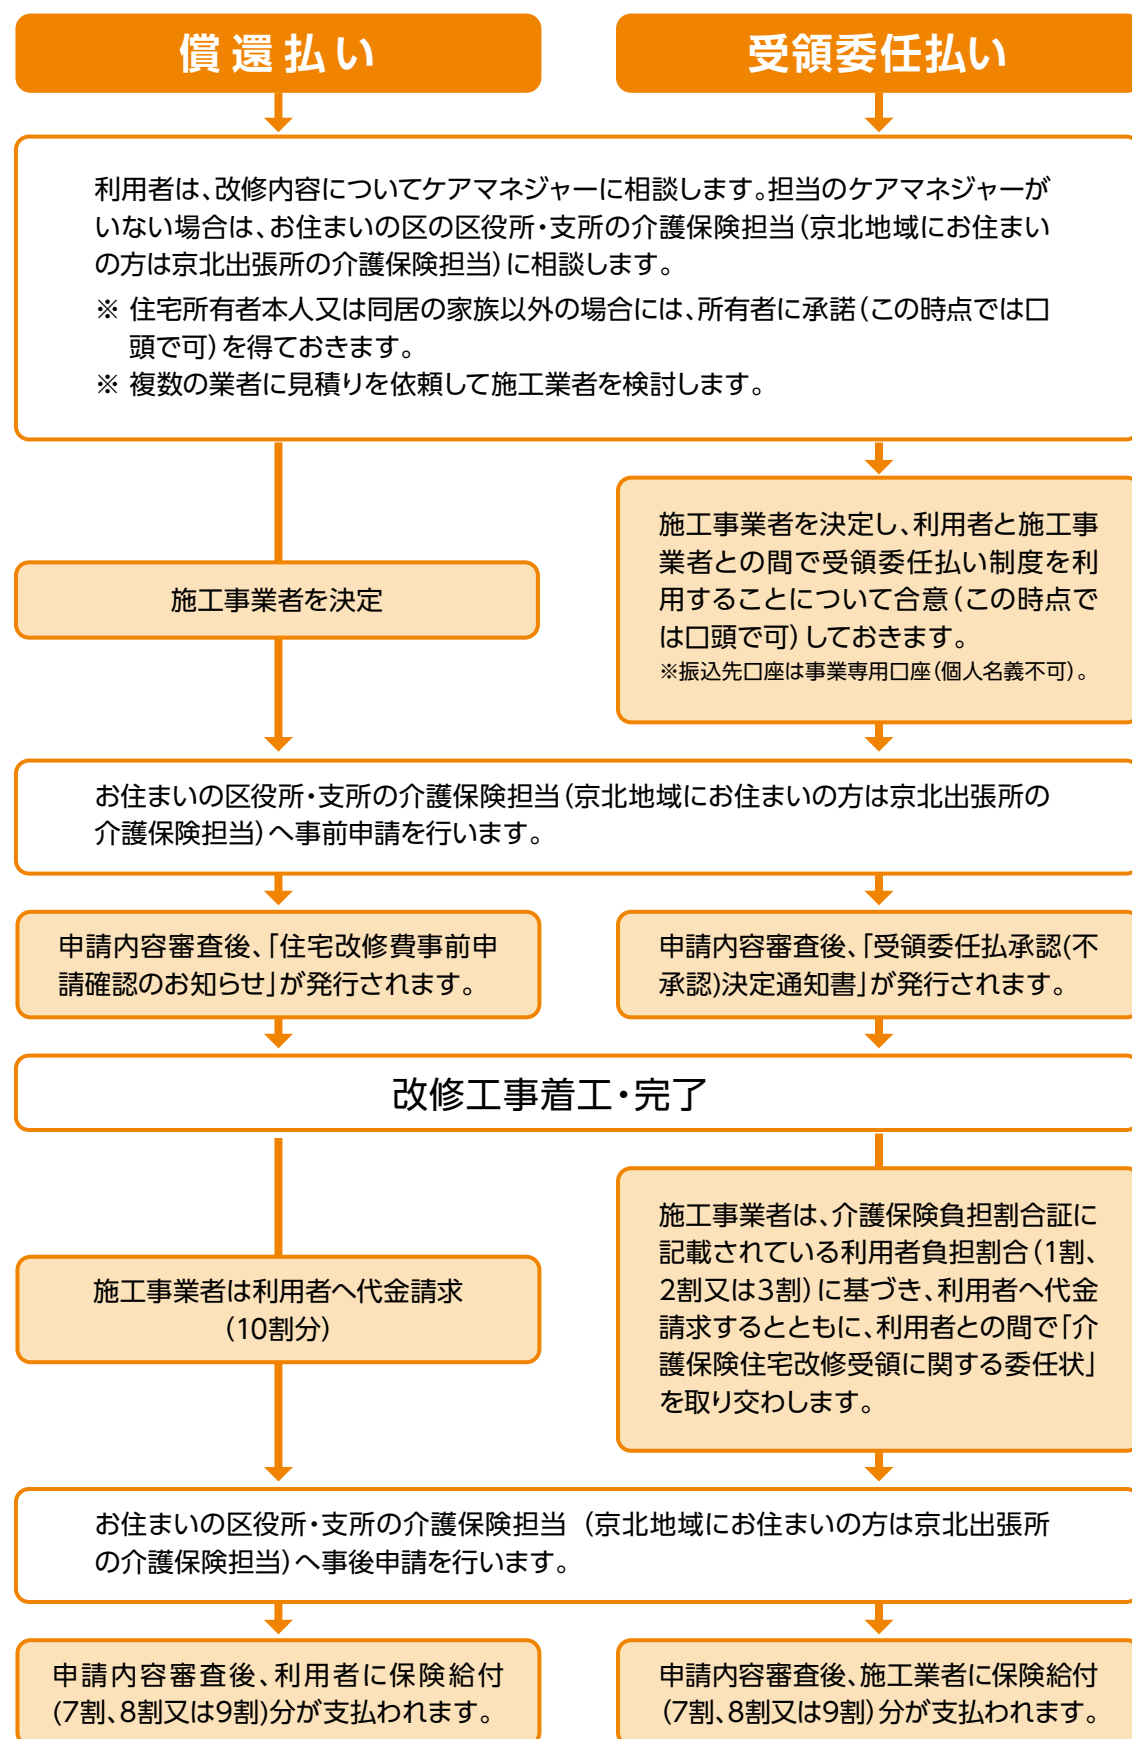 償還払い
受領委任払い
利用者は、改修内容についてケアマネジャーに相談します。担当のケアマネジャーが
いない場合は、お住まいの区の区役所・支所の介護保険担当（京北地域にお住まい
の方は京北出張所の介護保険担当）に相談します。
※ 住宅所有者本人又は同居の家族以外の場合には、所有者に承諾（この時点では口
頭で可）を得ておきます。
※ 複数の業者に見積りを依頼して施工業者を検討します。
施工事業者を決定
施工事業者を決定し、利用者と施工事
業者との間で受領委任払い制度を利
用することについて合意（この時点で
は口頭で可）しておきます。
※振込先口座は事業専用口座（個人名義不可）。
お住まいの区役所・支所の介護保険担当（京北地域にお住まいの方は京北出張所の
介護保険担当）へ事前申請を行います。
申請内容審査後、「住宅改修費事前申
請確認のお知らせ」が発行されます。
申請内容審査後、「受領委任払承認(不
承認)決定通知書」が発行されます。
改修工事着工・完了
施工事業者は利用者へ代金請求
（10割分）
施工事業者は、介護保険負担割合証に
記載されている利用者負担割合（1割、
2割又は3割）に基づき、利用者へ代金
請求するとともに、利用者との間で「介
護保険住宅改修受領に関する委任状」
を取り交わします。
お住まいの区役所・支所の介護保険担当 （京北地域にお住まいの方は京北出張所
の介護保険担当）へ事後申請を行います。
申請内容審査後、利用者に保険給付
(7割、8割又は9割)分が支払われます。
申請内容審査後、施工業者に保険給付
（7割、8割又は9割）分が支払われます。